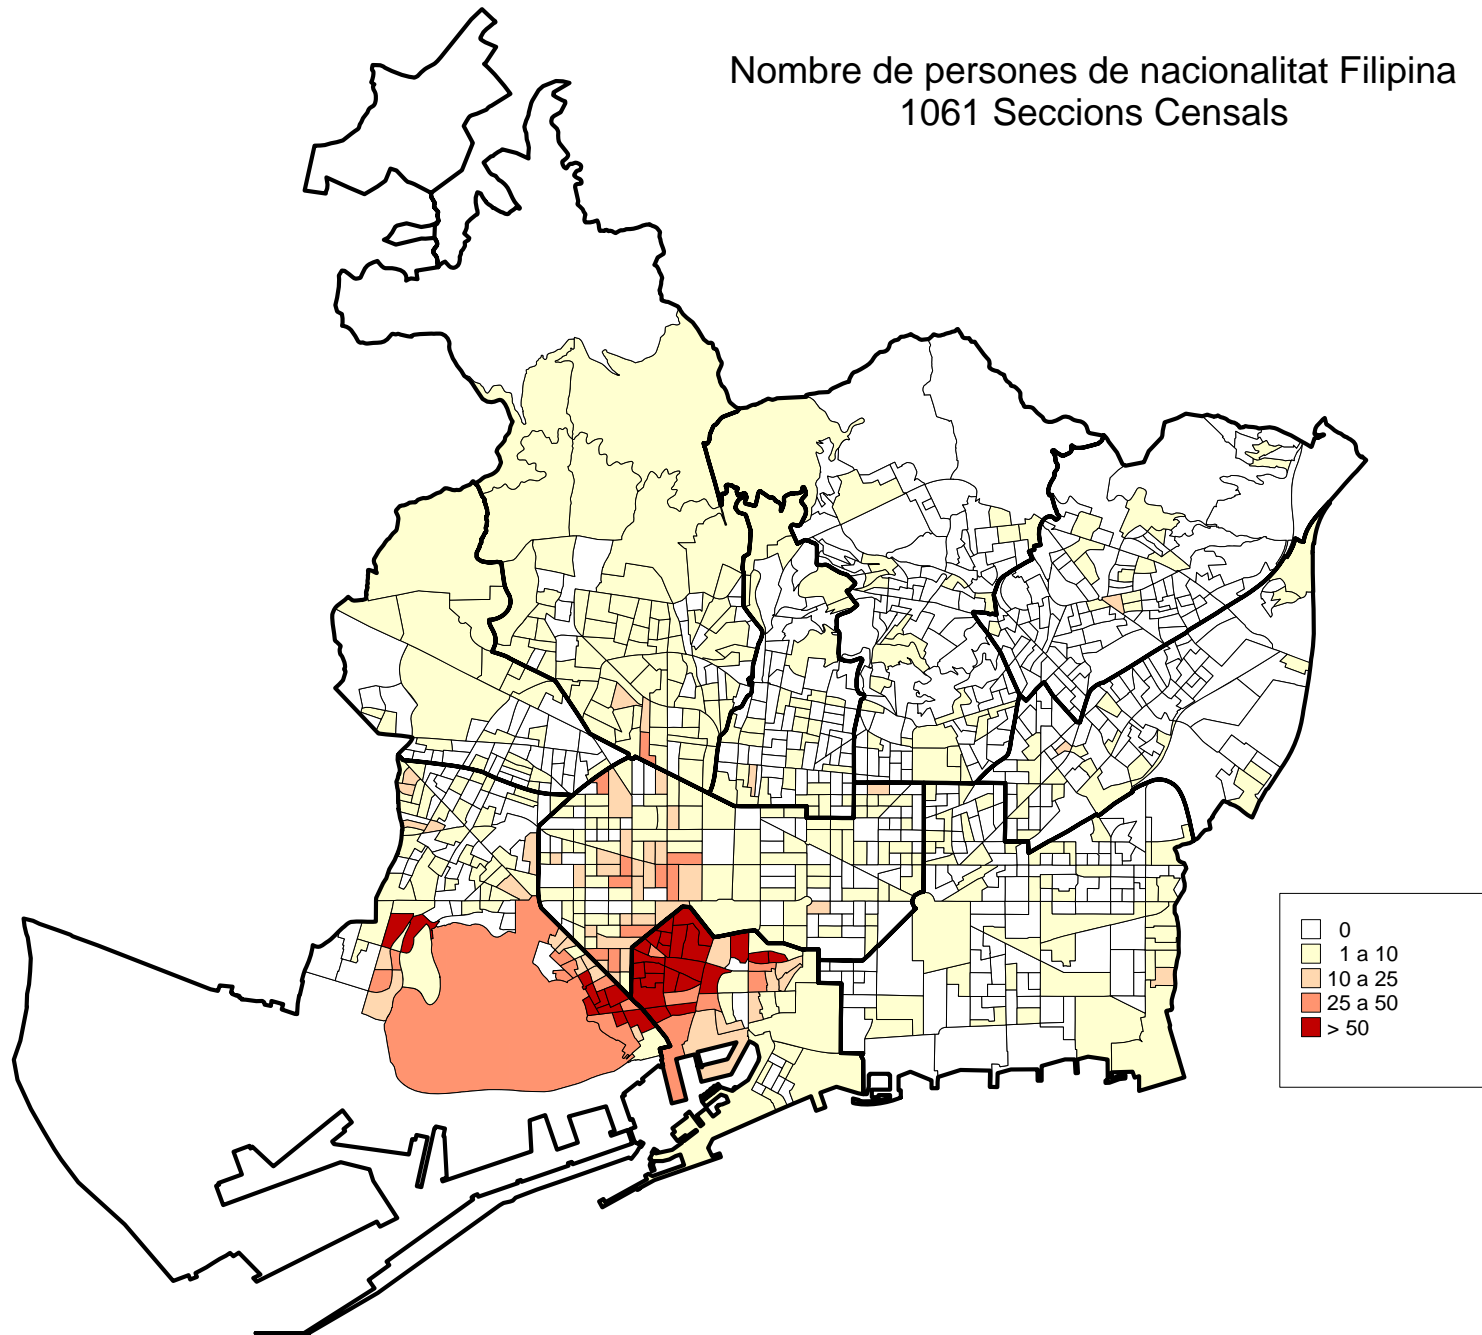 Nombre de persones de nacionalitat Filipina
1061 Seccions Censals
0
1 a 10
10 a 25
25 a 50
> 50